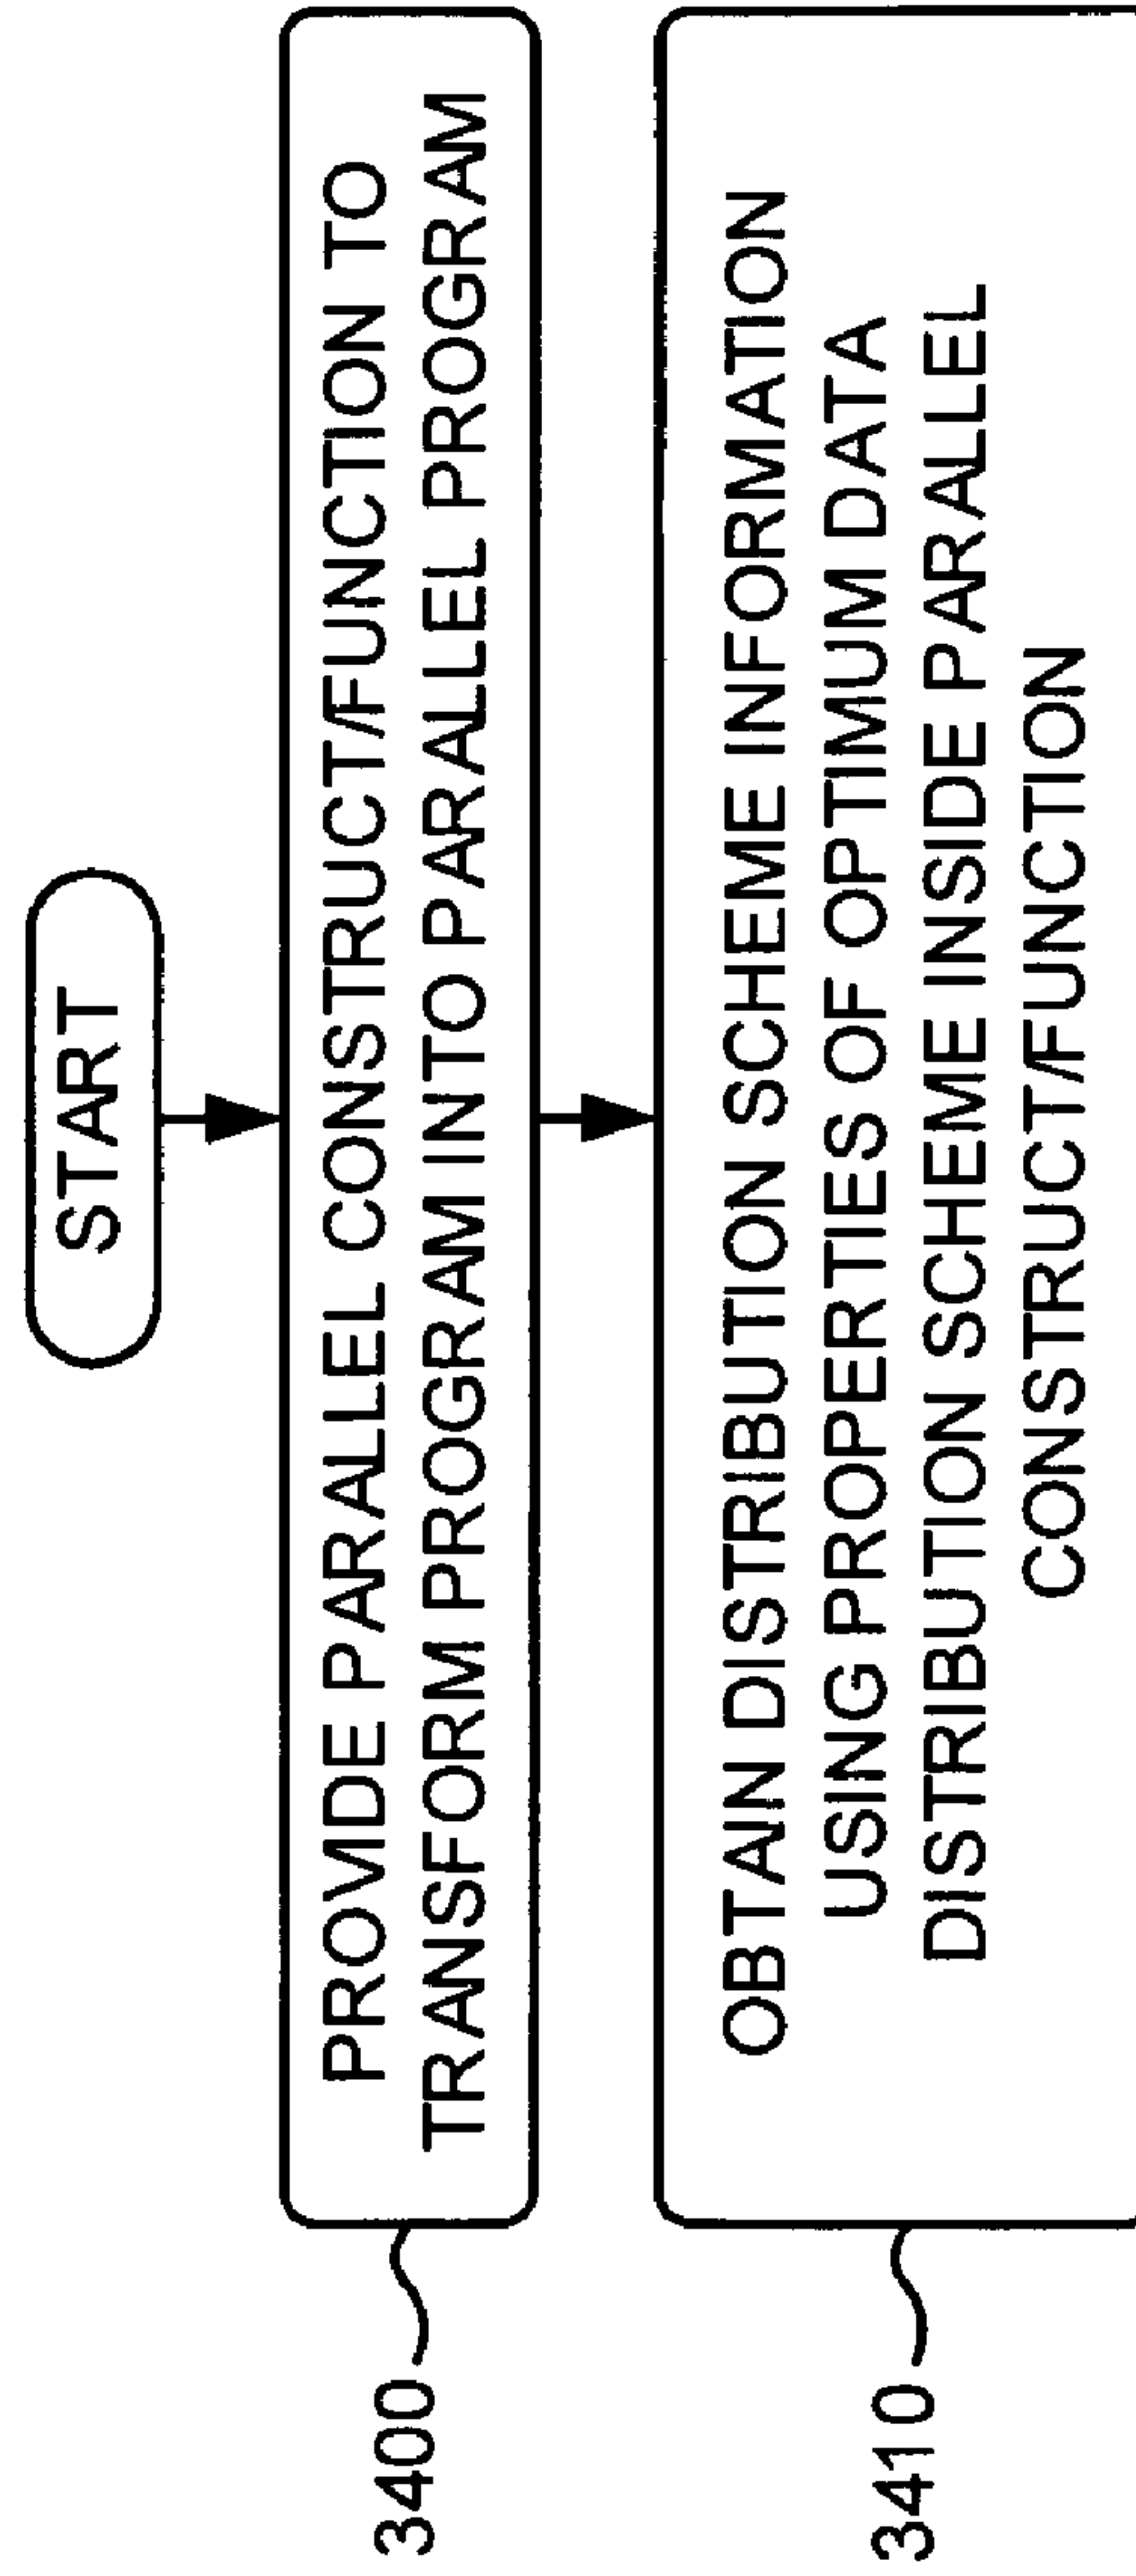 START
3400
PROVIDE PARALLEL CONSTRUCT/FUNCTION TO
TRANSFORM PROGRAM INTO PARALLEL PROGRAM
3410
OBTAIN DISTRIBUTION SCHEME INFORMATION
USING PROPERTIES OF OPTIMUM DATA
DISTRIBUTION SCHEME INSIDE PARALLEL
CONSTRUCT/FUNCTION